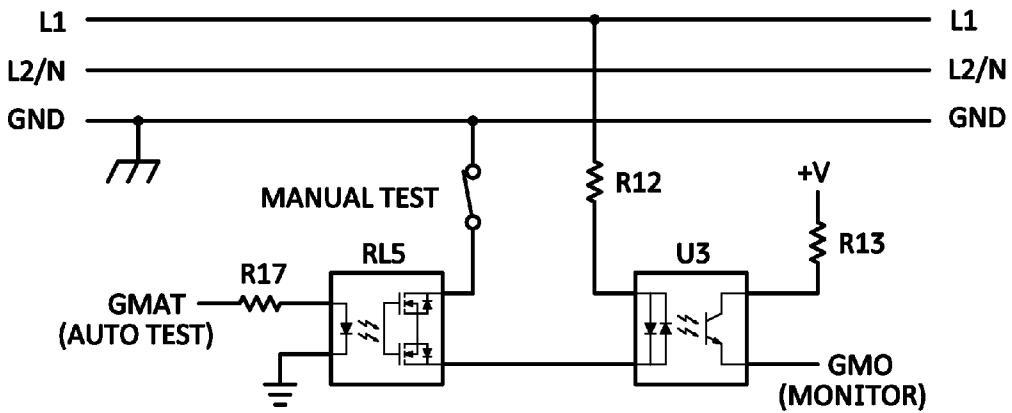 L1
L1
L2/N
L2/N
GND
GND
MANUAL TEST
R12
+V
R13
R17
RL5
U3
GMAT
(AUTO TEST)
GMO
(MONITOR)